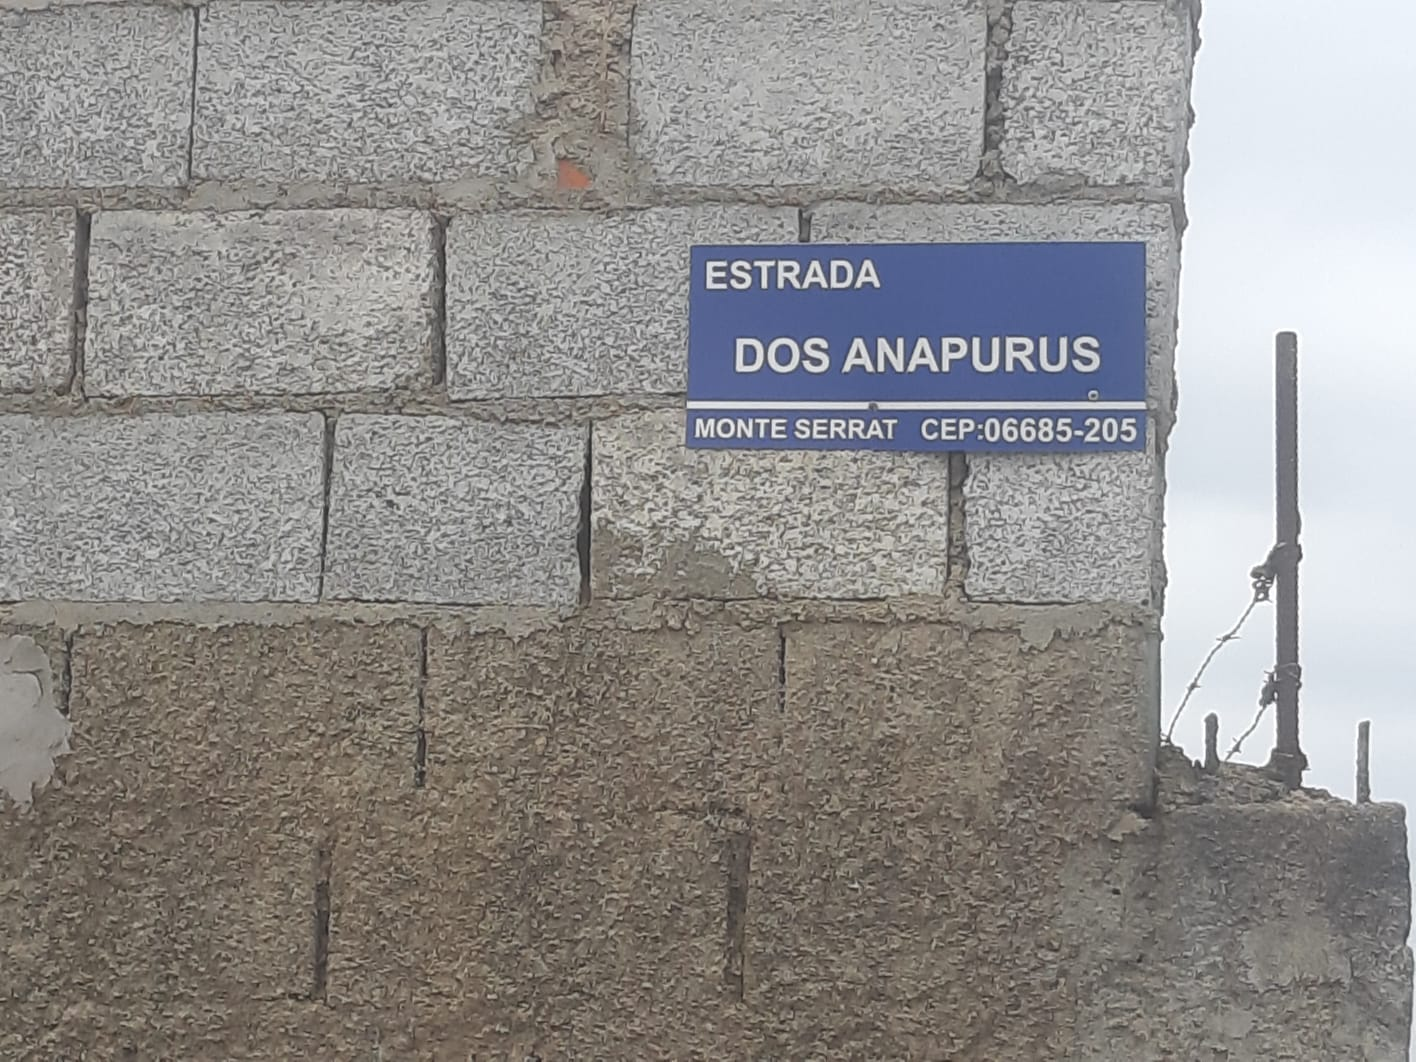 ESTRADA
DOS ANAPURUS
MONTE SERRAT CEP:06685-205